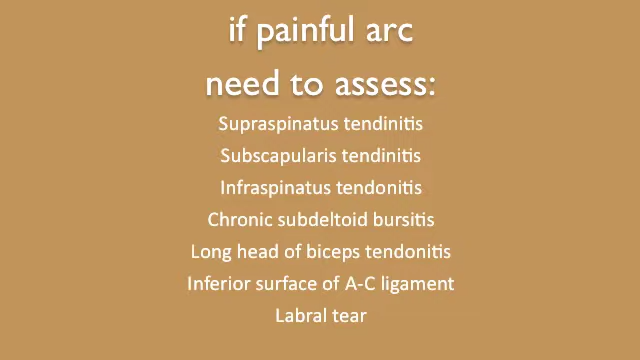 if painful arc
need to assess:
Supraspinatus tendinitis
Subscapularis tendinitis
Infraspinatus tendonitis
Chronic subdeltoid bursitis
Long head of biceps tendonitis
Inferior surface of A-C ligament
Labral tear